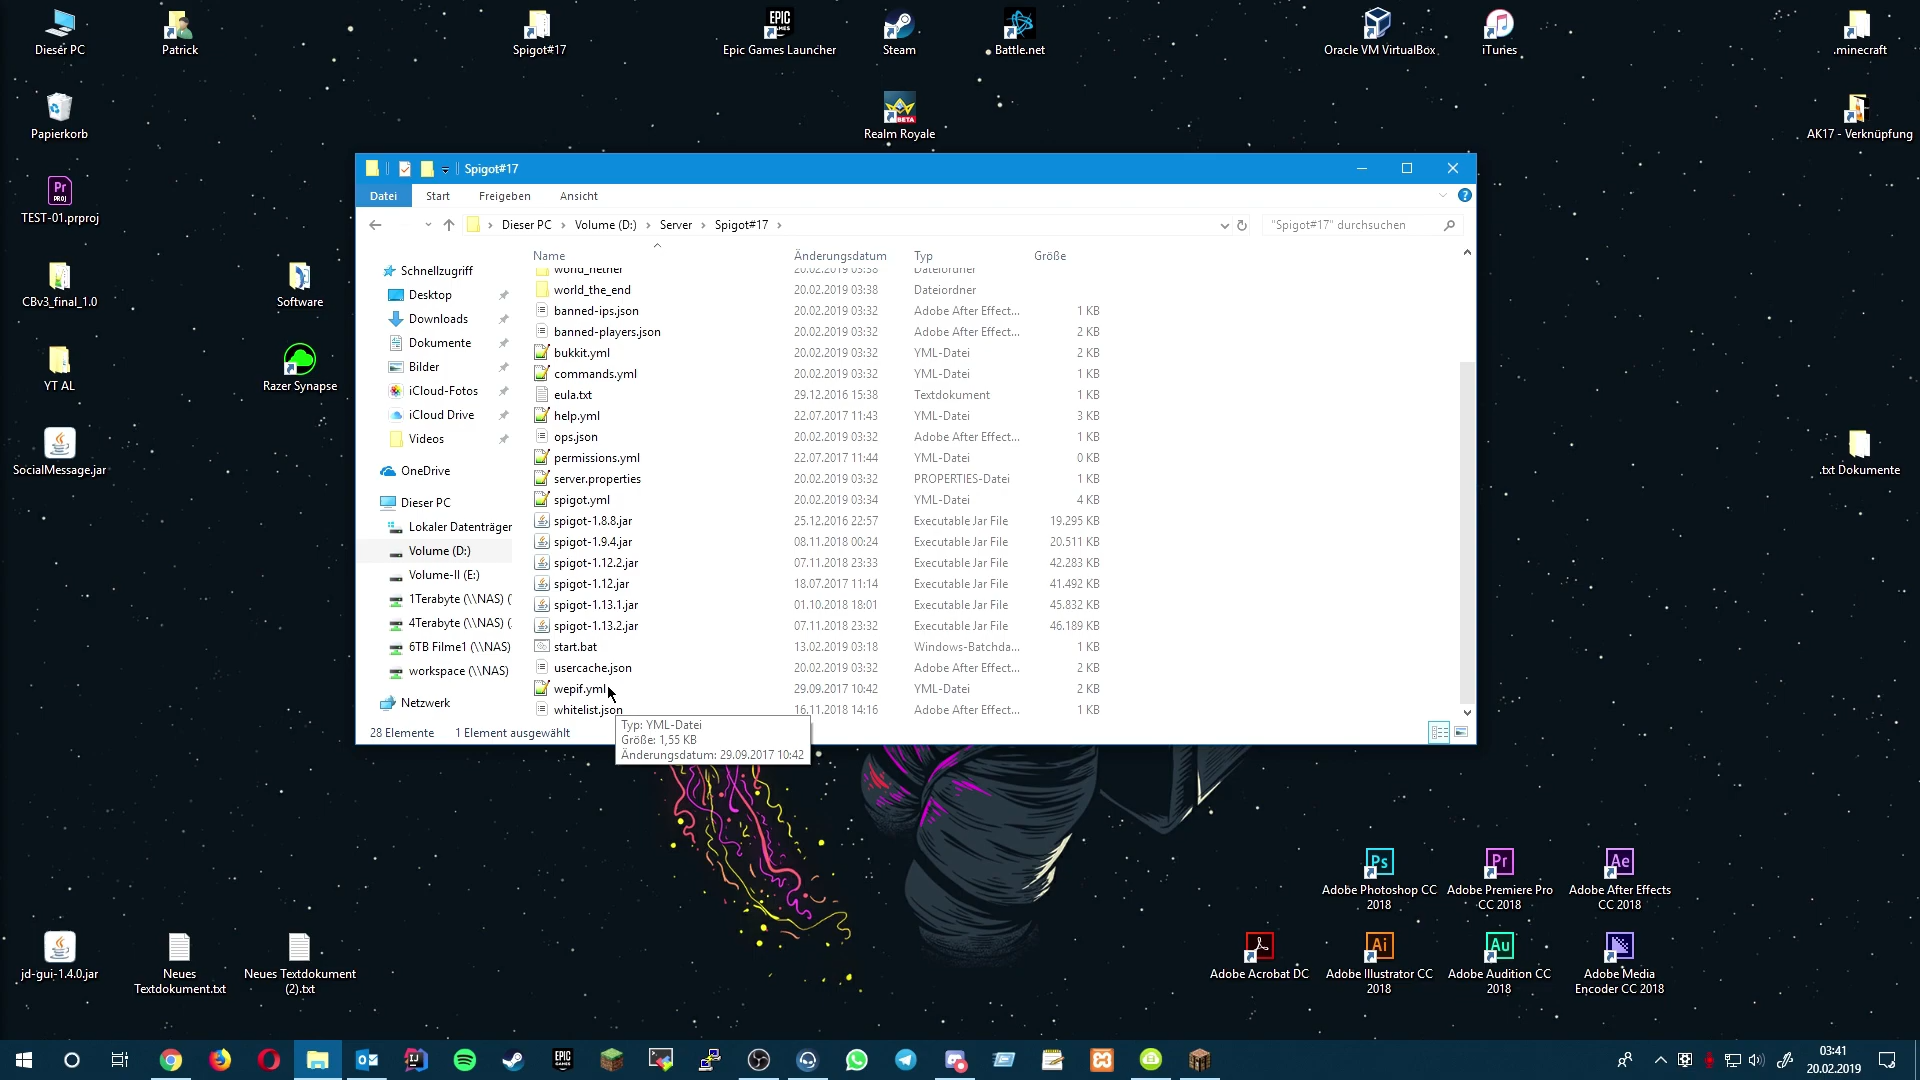 Dieser PC
Patrick
Spigot#17
Epic Games Launcher
Steam
Battle.net
Oracle VM VirtualBox
iTunes
.minecraft
Papierkorb
Realm Royale
AK17 - Verknüpfung
TEST-01.prproj
CBv3_final_1.0
Software
YT AL
Razer Synapse
SocialMessage.jar
.txt Dokumente
Spigot#17
Datei
Start
Freigeben
Ansicht
Dieser PC
Volume (D:)
Server
Spigot#17
"Spigot#17" durchsuchen
Name Änderungsdatum Typ Größe
Schnellzugriff
Desktop
Downloads
Dokumente
Bilder
iCloud-Fotos
iCloud Drive
Videos
OneDrive
Dieser PC
Lokaler Datenträger
Volume (D:)
Volume-II (E:)
1Terabyte (\\NAS) (
4Terabyte (\\NAS) (
6TB Filme1 (\\NAS)
workspace (\\NAS)
Netzwerk
world_nether 20.02.2019 03:38 Dateiordner
world_the_end 20.02.2019 03:38 Dateiordner
banned-ips.json 20.02.2019 03:32 Adobe After Effect... 1 KB
banned-players.json 20.02.2019 03:32 Adobe After Effect... 2 KB
bukkit.yml 20.02.2019 03:32 YML-Datei 2 KB
commands.yml 20.02.2019 03:32 YML-Datei 1 KB
eula.txt 29.12.2016 15:38 Textdokument 1 KB
help.yml 22.07.2017 11:43 YML-Datei 3 KB
ops.json 20.02.2019 03:32 Adobe After Effect... 1 KB
permissions.yml 22.07.2017 11:44 YML-Datei 0 KB
server.properties 20.02.2019 03:32 PROPERTIES-Datei 1 KB
spigot.yml 20.02.2019 03:34 YML-Datei 4 KB
spigot-1.8.8.jar 25.12.2016 22:57 Executable Jar File 19.295 KB
spigot-1.9.4.jar 08.11.2018 00:24 Executable Jar File 20.511 KB
spigot-1.12.2.jar 07.11.2018 23:33 Executable Jar File 42.283 KB
spigot-1.12.jar 18.07.2017 11:14 Executable Jar File 41.492 KB
spigot-1.13.1.jar 01.10.2018 18:01 Executable Jar File 45.832 KB
spigot-1.13.2.jar 07.11.2018 23:32 Executable Jar File 46.189 KB
start.bat 13.02.2019 03:18 Windows-Batchda... 1 KB
usercache.json 20.02.2019 03:32 Adobe After Effect... 2 KB
wepif.yml 29.09.2017 10:42 YML-Datei 2 KB
whitelist.json 16.11.2018 14:16 Adobe After Effect... 1 KB
Typ: YML-Datei
Größe: 1,55 KB
Änderungsdatum: 29.09.2017 10:42
28 Elemente 1 Element ausgewählt
Adobe Photoshop CC
2018
Adobe Premiere Pro
CC 2018
Adobe After Effects
CC 2018
jd-gui-1.4.0.jar
Neues
Textdokument.txt
Neues Textdokument
(2).txt
Adobe Acrobat DC
Adobe Illustrator CC
2018
Adobe Audition CC
2018
Adobe Media
Encoder CC 2018
03:41
20.02.2019